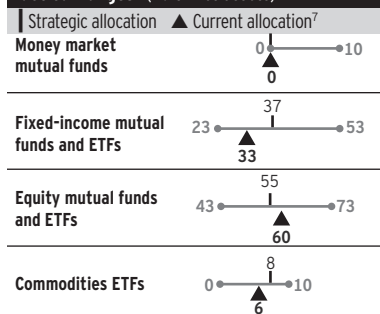 Strategic allocation ▲ Current allocation7
Money market
mutual funds
0 10
0
37
Fixed-income mutual
funds and ETFs
23 53
33
55
Equity mutual funds
and ETFs
43 73
60
8
Commodities ETFs
0 10
6